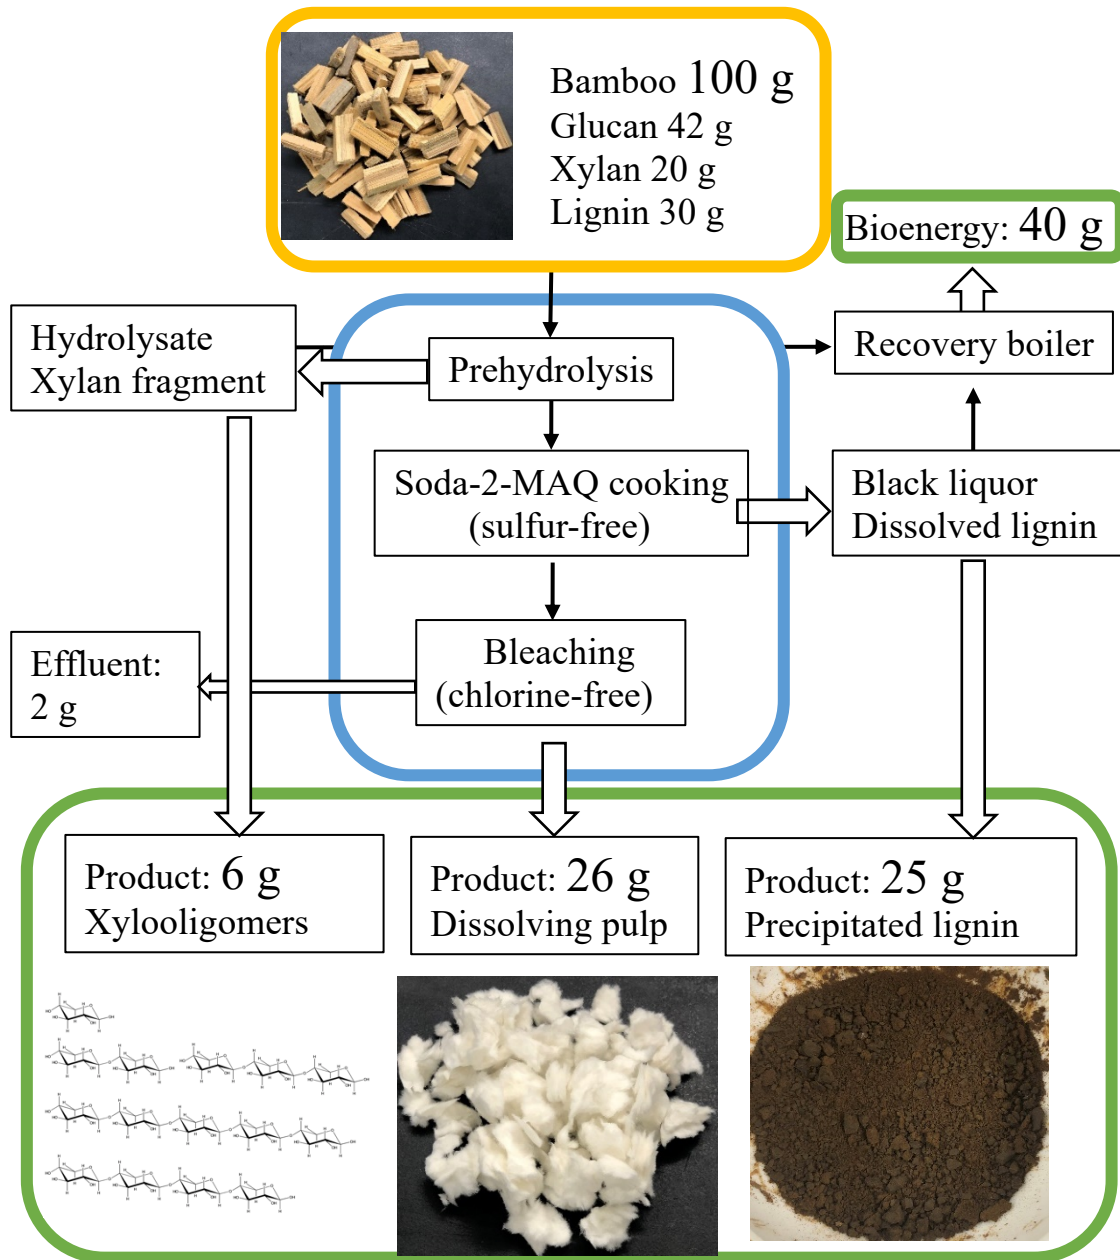 Bamboo 100 g
Glucan 42 g
Xylan 20 g
Lignin 30 g
Bioenergy: 40 g
Hydrolysate
Xylan fragment
Prehydrolysis
Recovery boiler
Soda-2-MAQ cooking
(sulfur-free)
Black liquor
Dissolved lignin
Effluent:
2 g
Bleaching
(chlorine-free)
Product: 6 g
Xylooligomers
Product: 26 g
Dissolving pulp
Product: 25 g
Precipitated lignin